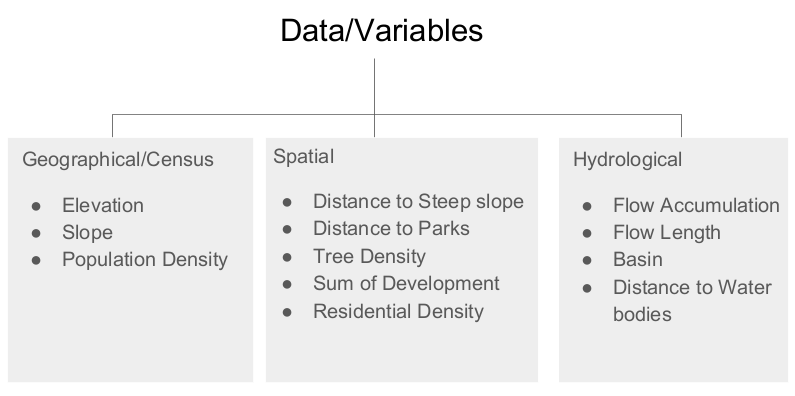 Data/Variables
Geographical/Census
● Elevation
● Slope
● Population Density
Spatial
● Distance to Steep slope
● Distance to Parks
● Tree Density
● Sum of Development
● Residential Density
Hydrological
● Flow Accumulation
● Flow Length
● Basin
● Distance to Water
bodies